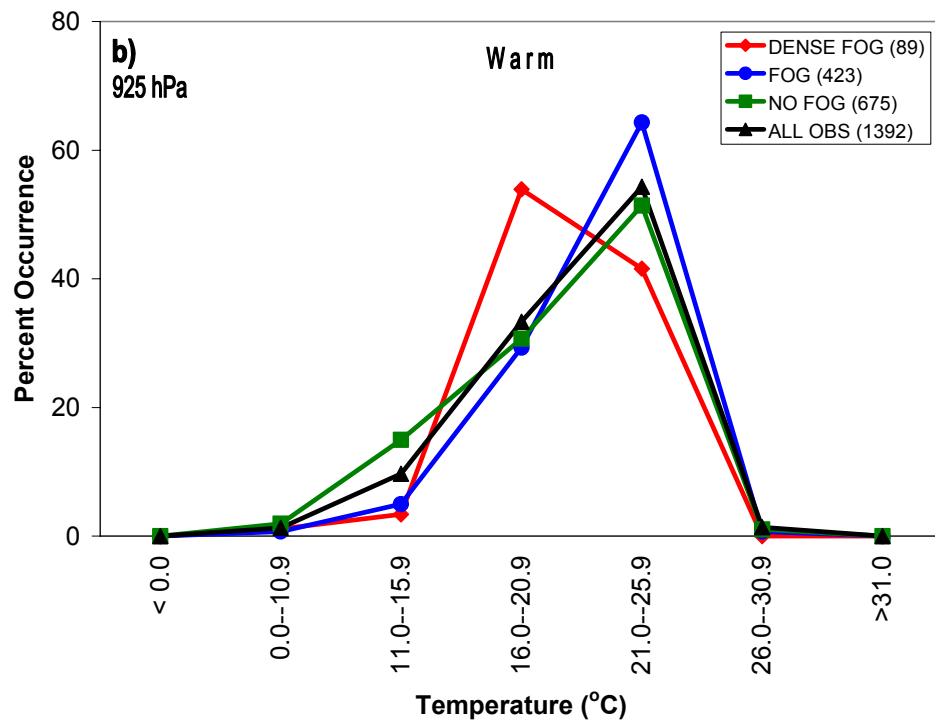 b)
925 hPa
Warm
DENSE FOG (89)
FOG (423)
NO FOG (675)
ALL OBS (1392)
Percent Occurrence
80
60
40
20
0
< 0.0
0.0--10.9
11.0--15.9
16.0--20.9
21.0--25.9
26.0--30.9
>31.0
Temperature (°C)